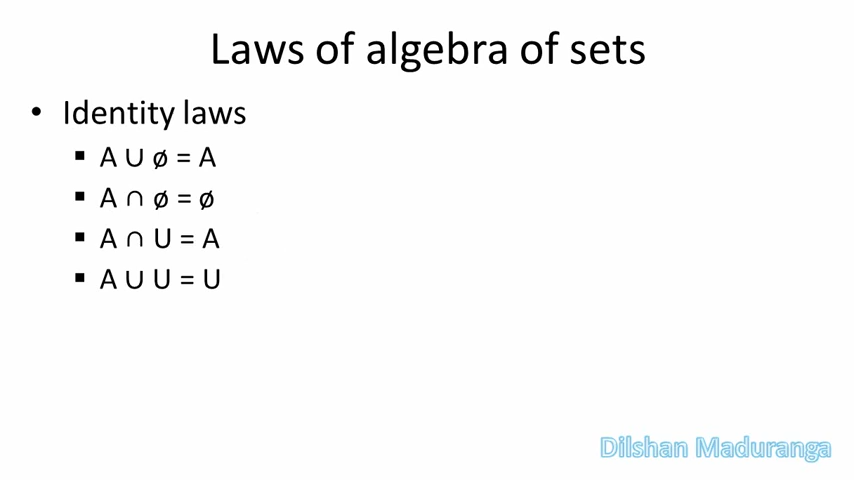 Laws of algebra of sets
• Identity laws
▪ A ∪ ø = A
▪ A ∩ ø = ø
▪ A ∩ U = A
▪ A ∪ U = U
Dilshan Maduranga